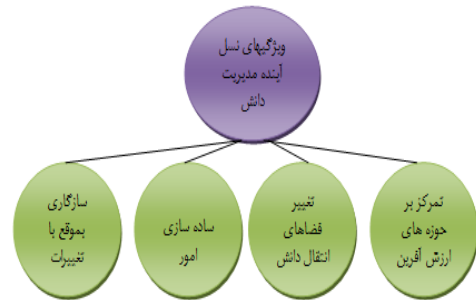 ویژگیهای نسل
آینده مدیریت
دانش
تمرکز بر
حوزه های
ارزش آفرین
تغییر
فضاهای
انتقال دانش
ساده سازی
امور
سازگاری
بموقع با
تغییرات